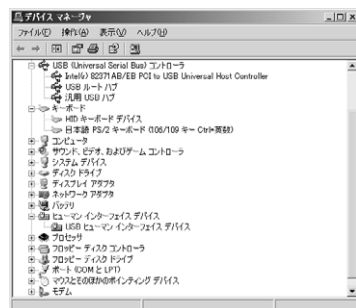 デバイス マネージャ
ファイル(F) 操作(A) 表示(V) ヘルプ(H)
USB (Universal Serial Bus) コントローラ
Intel(r) 82371AB/EB PCI to USB Universal Host Controller
USB ルート ハブ
汎用 USB ハブ
キーボード
HID キーボード デバイス
日本語 PS/2 キーボード (106/109 キー Ctrl+英数)
コンピュータ
サウンド、ビデオ、およびゲーム コントローラ
システム デバイス
ディスク ドライブ
ディスプレイ アダプタ
ネットワーク アダプタ
バッテリ
ヒューマン インターフェイス デバイス
USB ヒューマン インターフェイス デバイス
プロセッサ
フロッピー ディスク コントローラ
フロッピー ディスク ドライブ
ポート (COM と LPT)
マウスとそのほかのポインティング デバイス
モデム